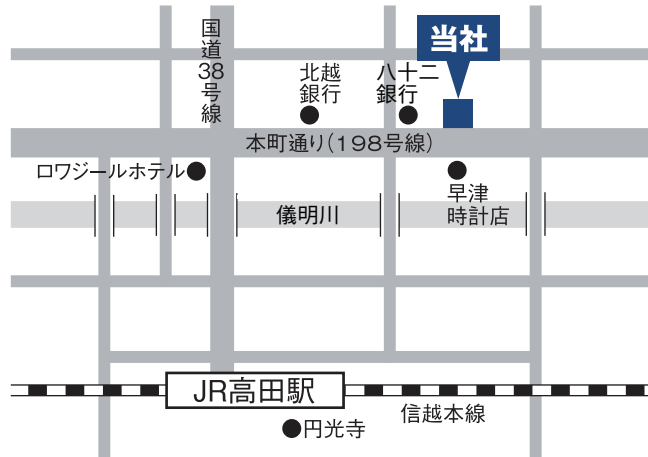 当社
国道38号線
北越
銀行
八十二
銀行
本町通り(198号線)
ロワジールホテル
早津
時計店
儀明川
JR高田駅
信越本線
円光寺